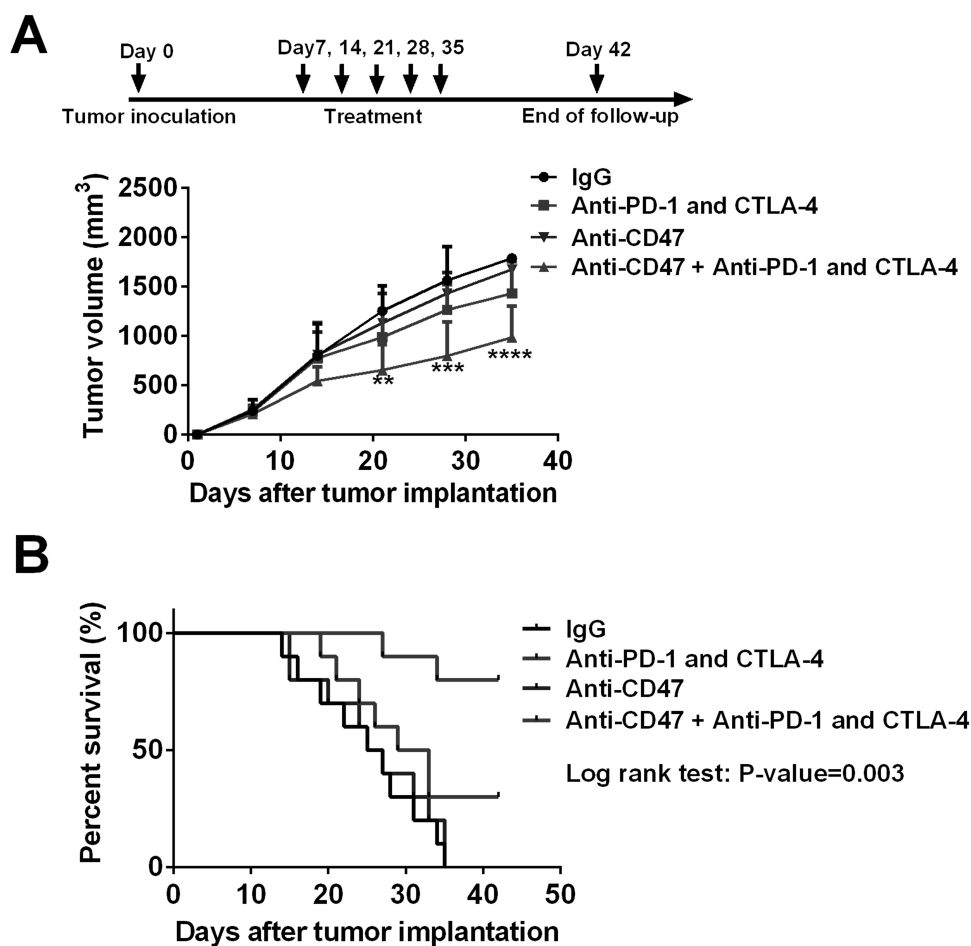 A
Day 0
Day7, 14, 21, 28, 35
Day 42
Tumor inoculation
Treatment
End of follow-up
Tumor volume (mm³)
2500
2000
1500
1000
500
0
0
10
20
30
40
Days after tumor implantation
IgG
Anti-PD-1 and CTLA-4
Anti-CD47
Anti-CD47 + Anti-PD-1 and CTLA-4
**
***
****
B
Percent survival (%)
100
50
0
0
10
20
30
40
50
Days after tumor implantation
IgG
Anti-PD-1 and CTLA-4
Anti-CD47
Anti-CD47 + Anti-PD-1 and CTLA-4
Log rank test: P-value=0.003